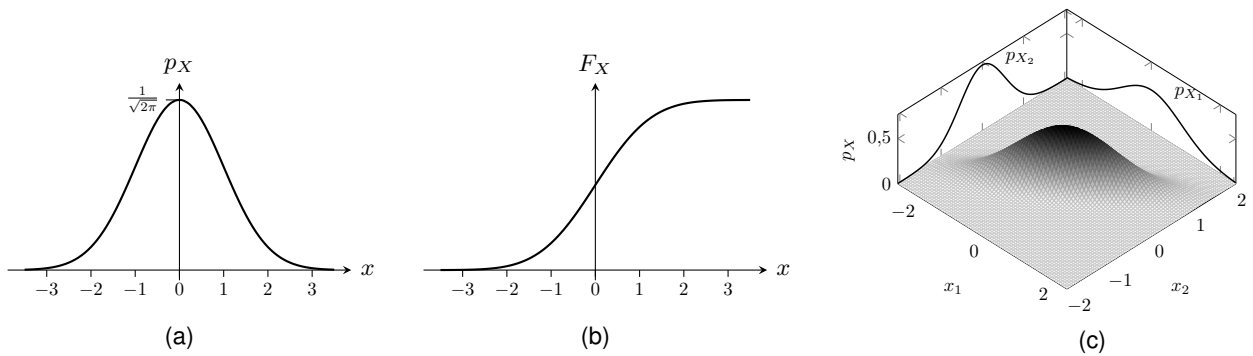 p_X
1/√2π
−3 −2 −1 0 1 2 3
x
(a)
F_X
−3 −2 −1 0 1 2 3
x
(b)
p_{X_2}
p_{X_1}
0,5
0
p_X
−2
0
2
x_1
−2
−1
0
1
2
x_2
(c)